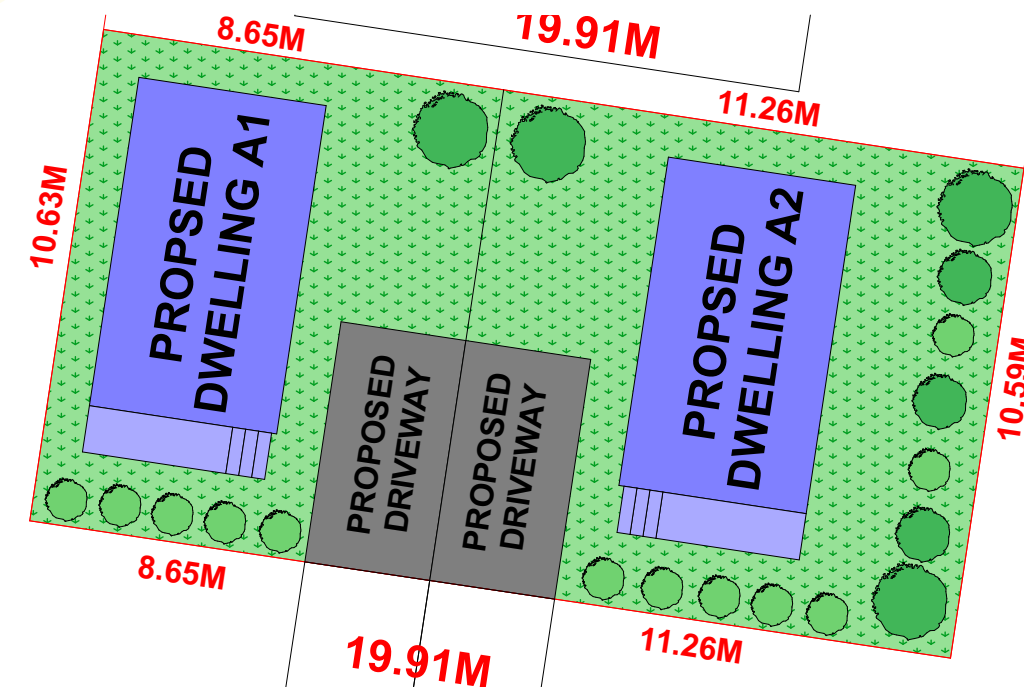 19.91M
8.65M
11.26M
10.63M
PROPSED
DWELLING A1
PROPSED
DWELLING A2
PROPOSED
DRIVEWAY
PROPOSED
DRIVEWAY
10.59M
8.65M
11.26M
19.91M